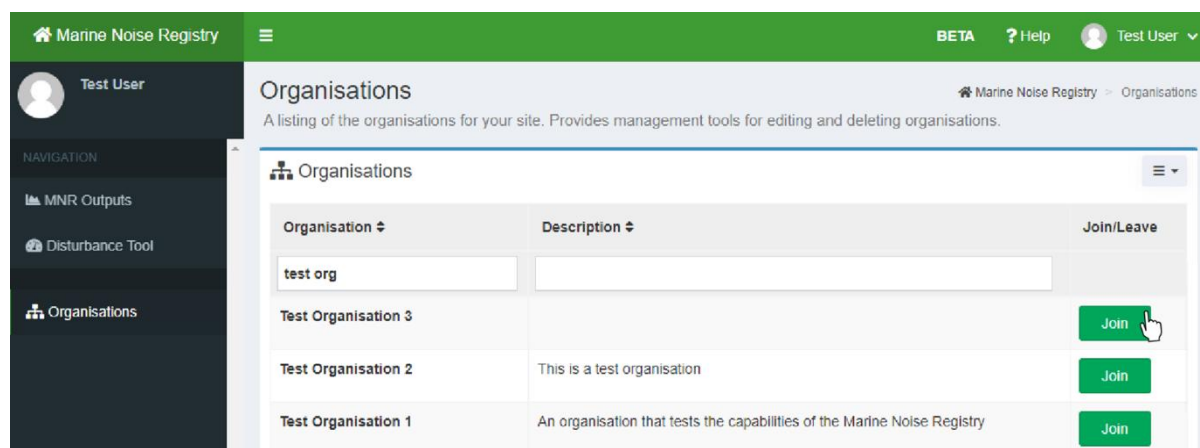 Marine Noise Registry
BETA ? Help Test User
Test User
Organisations
Marine Noise Registry > Organisations
A listing of the organisations for your site. Provides management tools for editing and deleting organisations.
NAVIGATION
MNR Outputs
Disturbance Tool
Organisations
Organisations
Organisation Description Join/Leave
test org
Test Organisation 3 Join
Test Organisation 2 This is a test organisation Join
Test Organisation 1 An organisation that tests the capabilities of the Marine Noise Registry Join